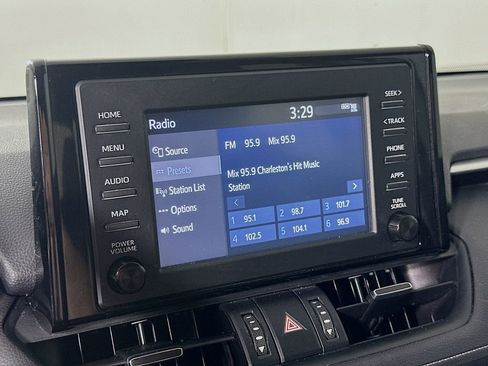 HOME
MENU
AUDIO
MAP
POWER
VOLUME
Radio
3:29
Source
Presets
Station List
Options
Sound
FM 95.9 Mix 95.9
Mix 95.9 Charleston's Hit Music
Station
1 95.1 2 98.7 3 101.7
4 102.5 5 104.1 6 96.9
SEEK>
<TRACK
PHONE
APPS
TUNE
SCROLL